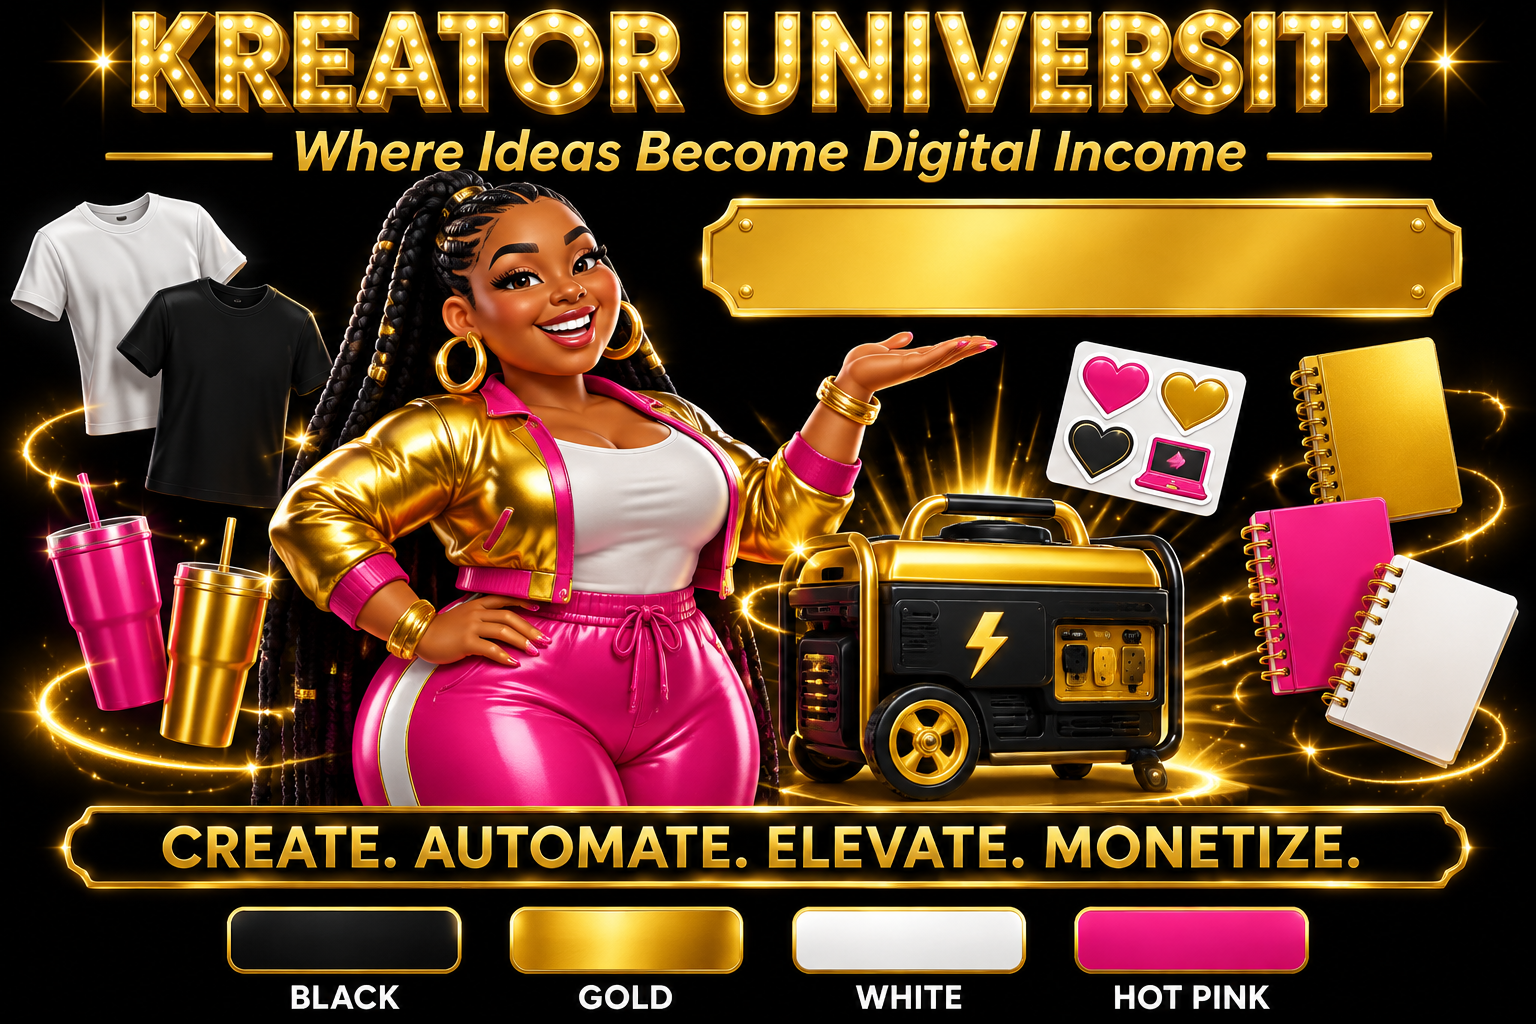 KREATOR UNIVERSITY
Where Ideas Become Digital Income
CREATE. AUTOMATE. ELEVATE. MONETIZE.
BLACK
GOLD
WHITE
HOT PINK